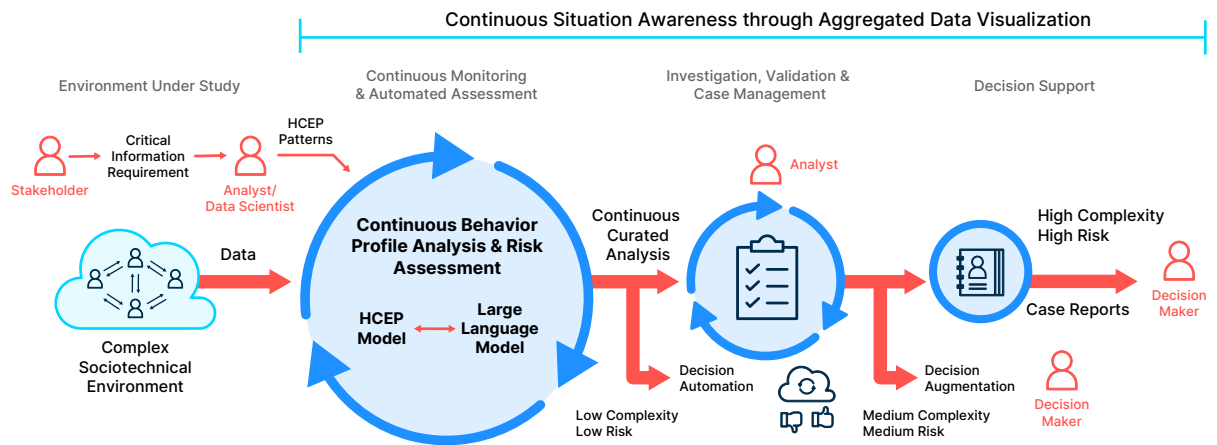 Continuous Situation Awareness through Aggregated Data Visualization
Environment Under Study
Continuous Monitoring
& Automated Assessment
Investigation, Validation &
Case Management
Decision Support
Stakeholder
Critical
Information
Requirement
Analyst/
Data Scientist
HCEP
Patterns
Data
Complex
Sociotechnical
Environment
Continuous Behavior
Profile Analysis & Risk
Assessment
HCEP
Model
Large
Language
Model
Continuous
Curated
Analysis
Decision
Automation
Low Complexity
Low Risk
Analyst
Decision
Augmentation
Medium Complexity
Medium Risk
Decision
Maker
High Complexity
High Risk
Case Reports
Decision
Maker